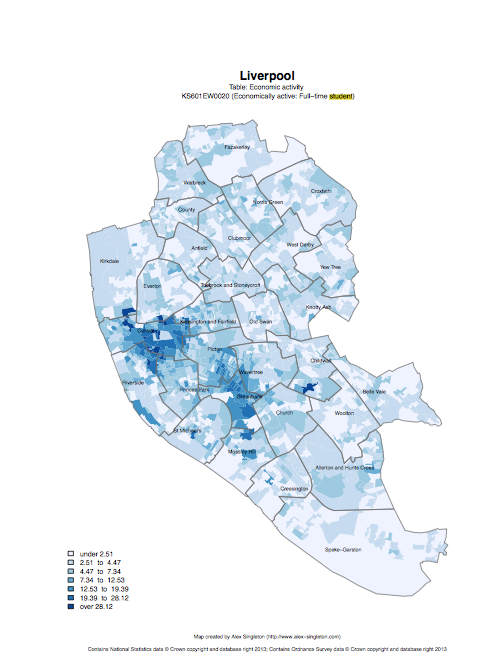 Liverpool
Table: Economic activity
KS601EW0020 (Economically active: Full−time student)
Fazakerley
Warbreck
Croxteth
Norris Green
County
Clubmoor
Anfield
West Derby
Kirkdale
Yew Tree
Everton
Tuebrook and Stoneycroft
Knotty Ash
Kensington and Fairfield
Old Swan
Central
Picton
Childwall
Wavertree
Riverside
Princes Park
Greenbank
Belle Vale
Church
Woolton
St Michael's
Mossley Hill
Allerton and Hunts Cross
Cressington
Speke−Garston
under 2.51
2.51 to 4.47
4.47 to 7.34
7.34 to 12.53
12.53 to 19.39
19.39 to 28.12
over 28.12
Map created by Alex Singleton (http://www.alex−singleton.com)
Contains National Statistics data © Crown copyright and database right 2013; Contains Ordnance Survey data © Crown copyright and database right 2013